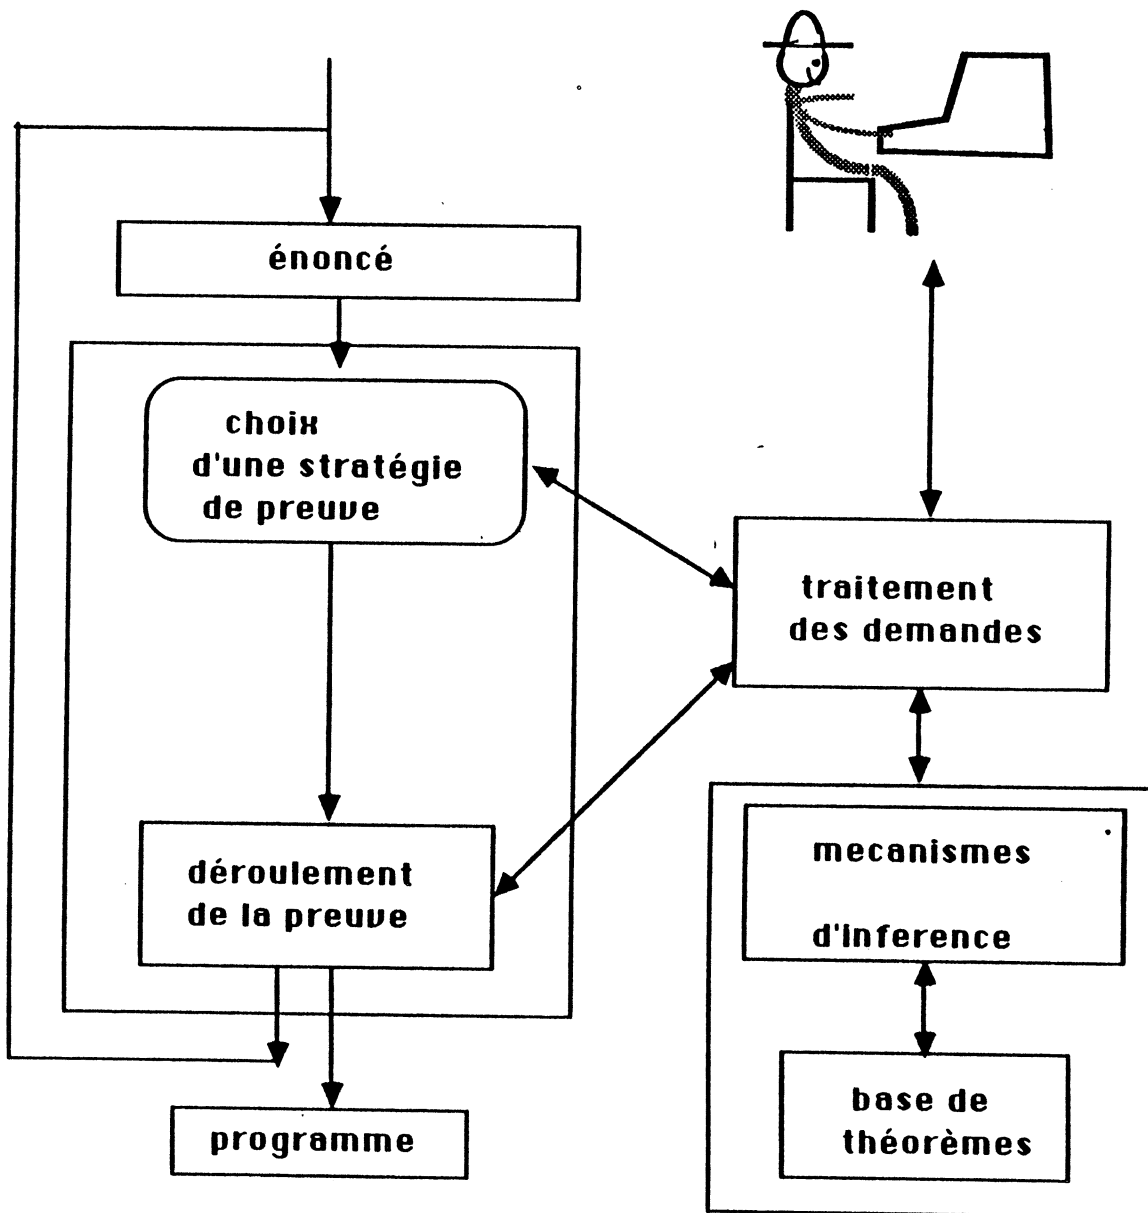 énoncé
choix
d'une stratégie
de preuve
traitement
des demandes
déroulement
de la preuve
mecanismes
d'inference
base de
théorèmes
programme